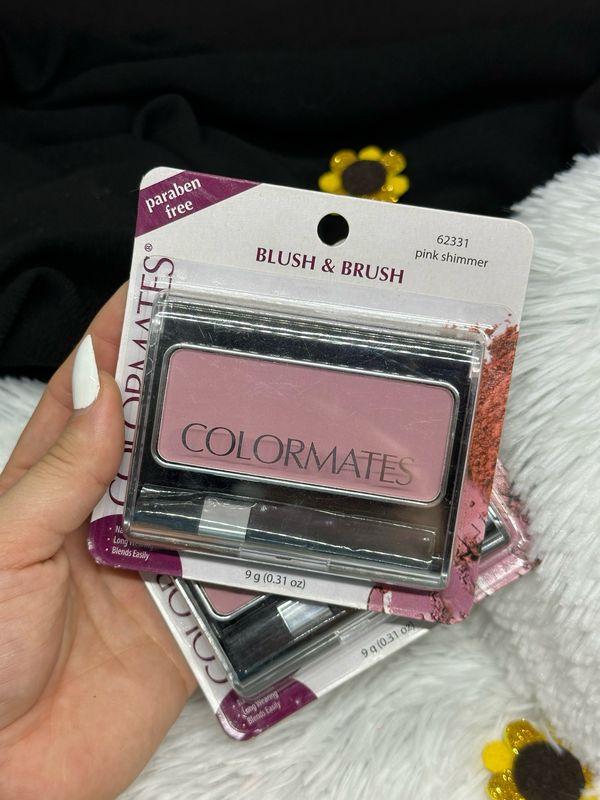 paraben
free
COLORMATES®
BLUSH & BRUSH
62331
pink shimmer
COLORMATES
• Long Wearing
• Blends Easily
9 g (0.31 oz)
9 g (0.31 oz)
Long Wearing
Blends Easily